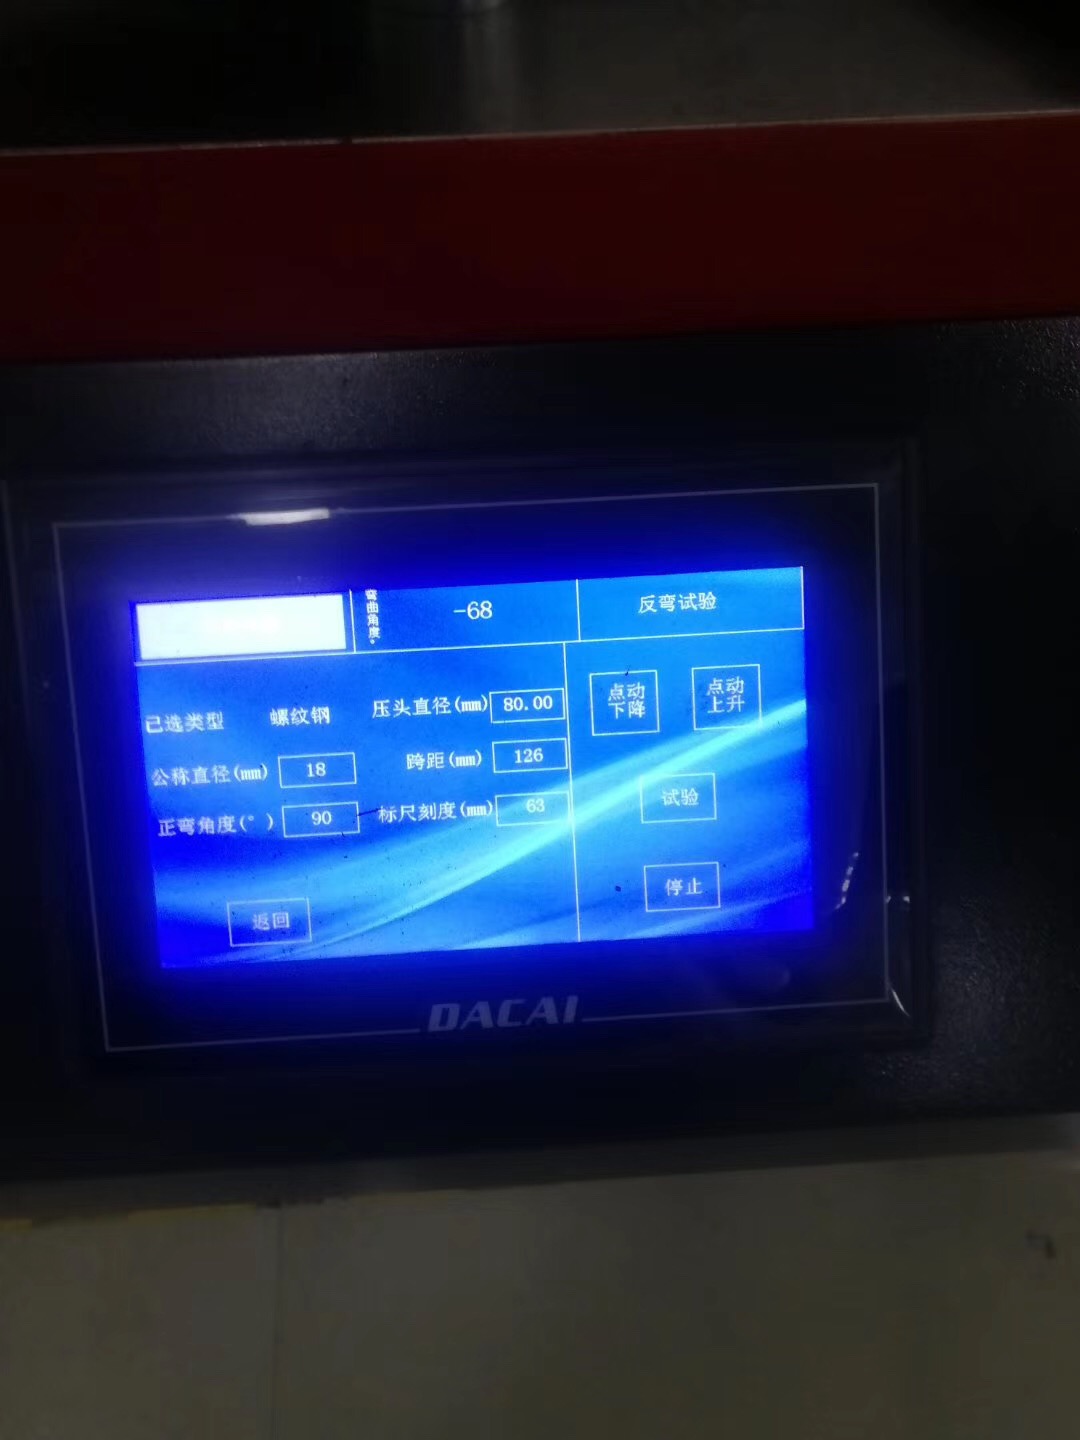 弯曲角度°
-68
反弯试验
已选类型 螺纹钢
压头直径(mm) 80.00
公称直径(mm) 18
跨距(mm) 126
正弯角度(°) 90
标尺刻度(mm) 63
返回
点动下降
点动上升
试验
停止
DACAI